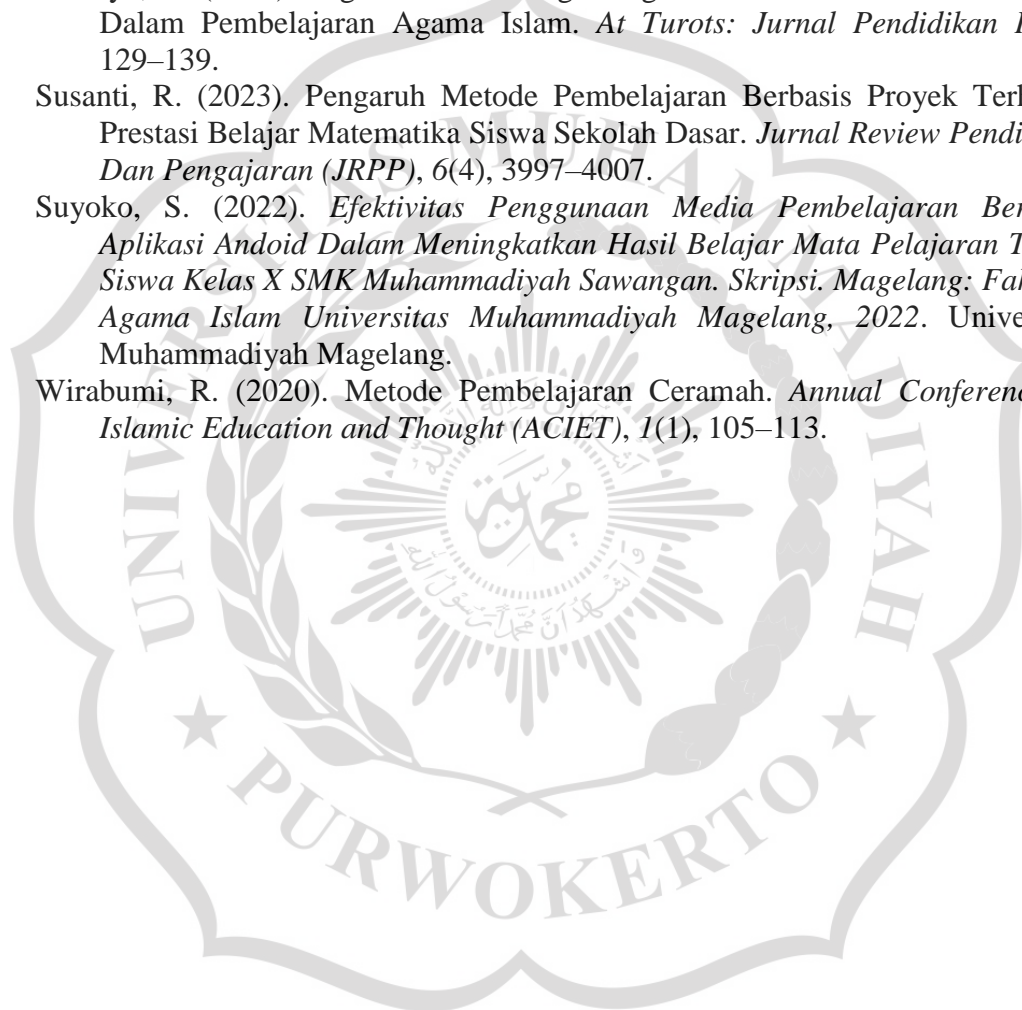 Dalam Pembelajaran Agama Islam. At Turots: Jurnal Pendidikan
129–139.
Susanti, R. (2023). Pengaruh Metode Pembelajaran Berbasis Proyek
Prestasi Belajar Matematika Siswa Sekolah Dasar. Jurnal Review
Dan Pengajaran (JRPP), 6(4), 3997–4007.
Suyoko, S. (2022). Efektivitas Penggunaan Media Pembelajaran
Aplikasi Andoid Dalam Meningkatkan Hasil Belajar Mata Pelajaran
Siswa Kelas X SMK Muhammadiyah Sawangan. Skripsi. Magelang:
Agama Islam Universitas Muhammadiyah Magelang, 2022.
Muhammadiyah Magelang.
Wirabumi, R. (2020). Metode Pembelajaran Ceramah. Annual
Islamic Education and Thought (ACIET), 1(1), 105–113.
UNIVERSITAS MUHAMMADIYAH
PURWOKERTO